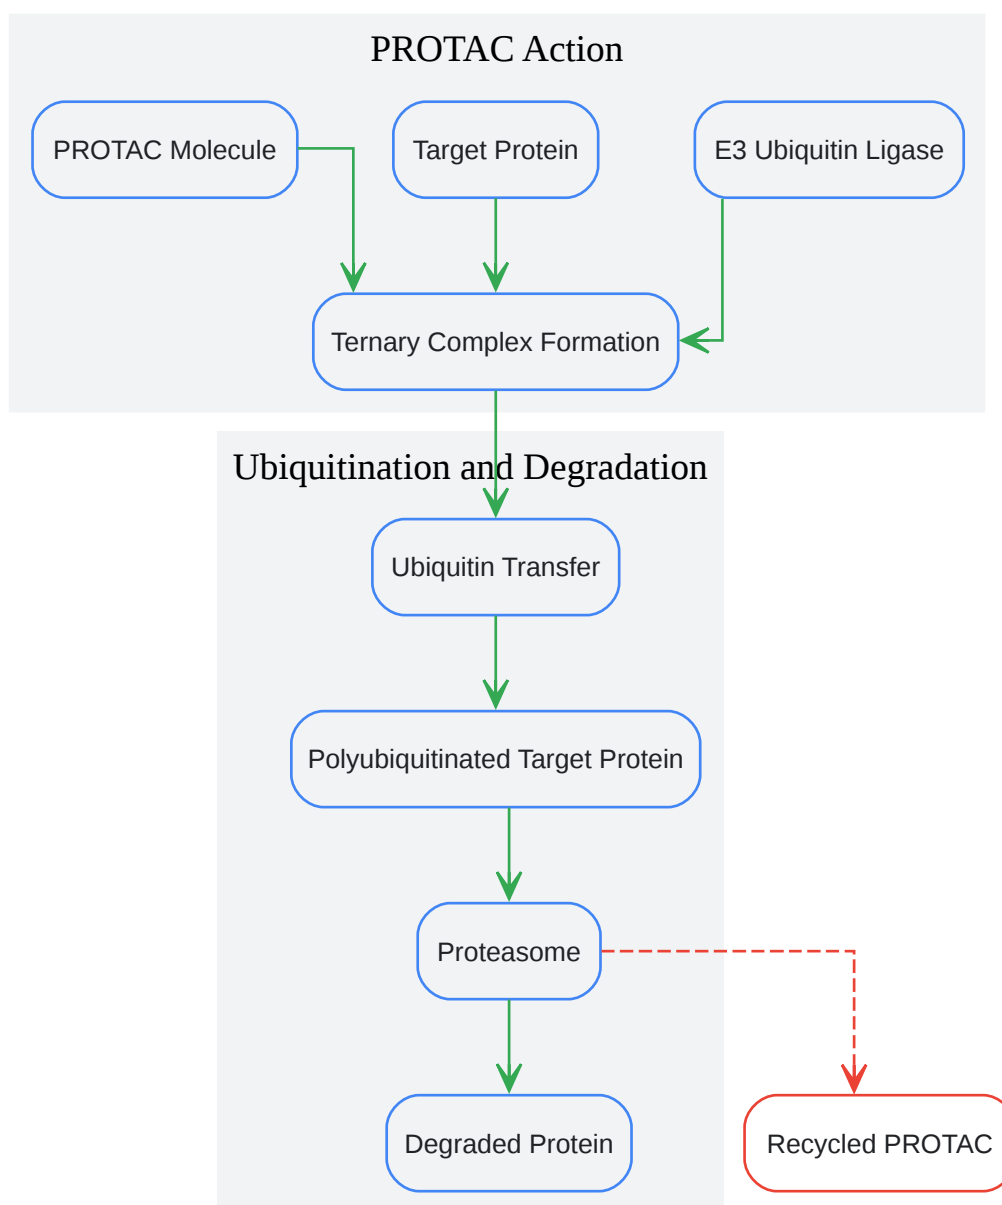 PROTAC Action
PROTAC Molecule
Target Protein
E3 Ubiquitin Ligase
Ternary Complex Formation
Ubiquitination and Degradation
Ubiquitin Transfer
Polyubiquitinated Target Protein
Proteasome
Degraded Protein
Recycled PROTAC